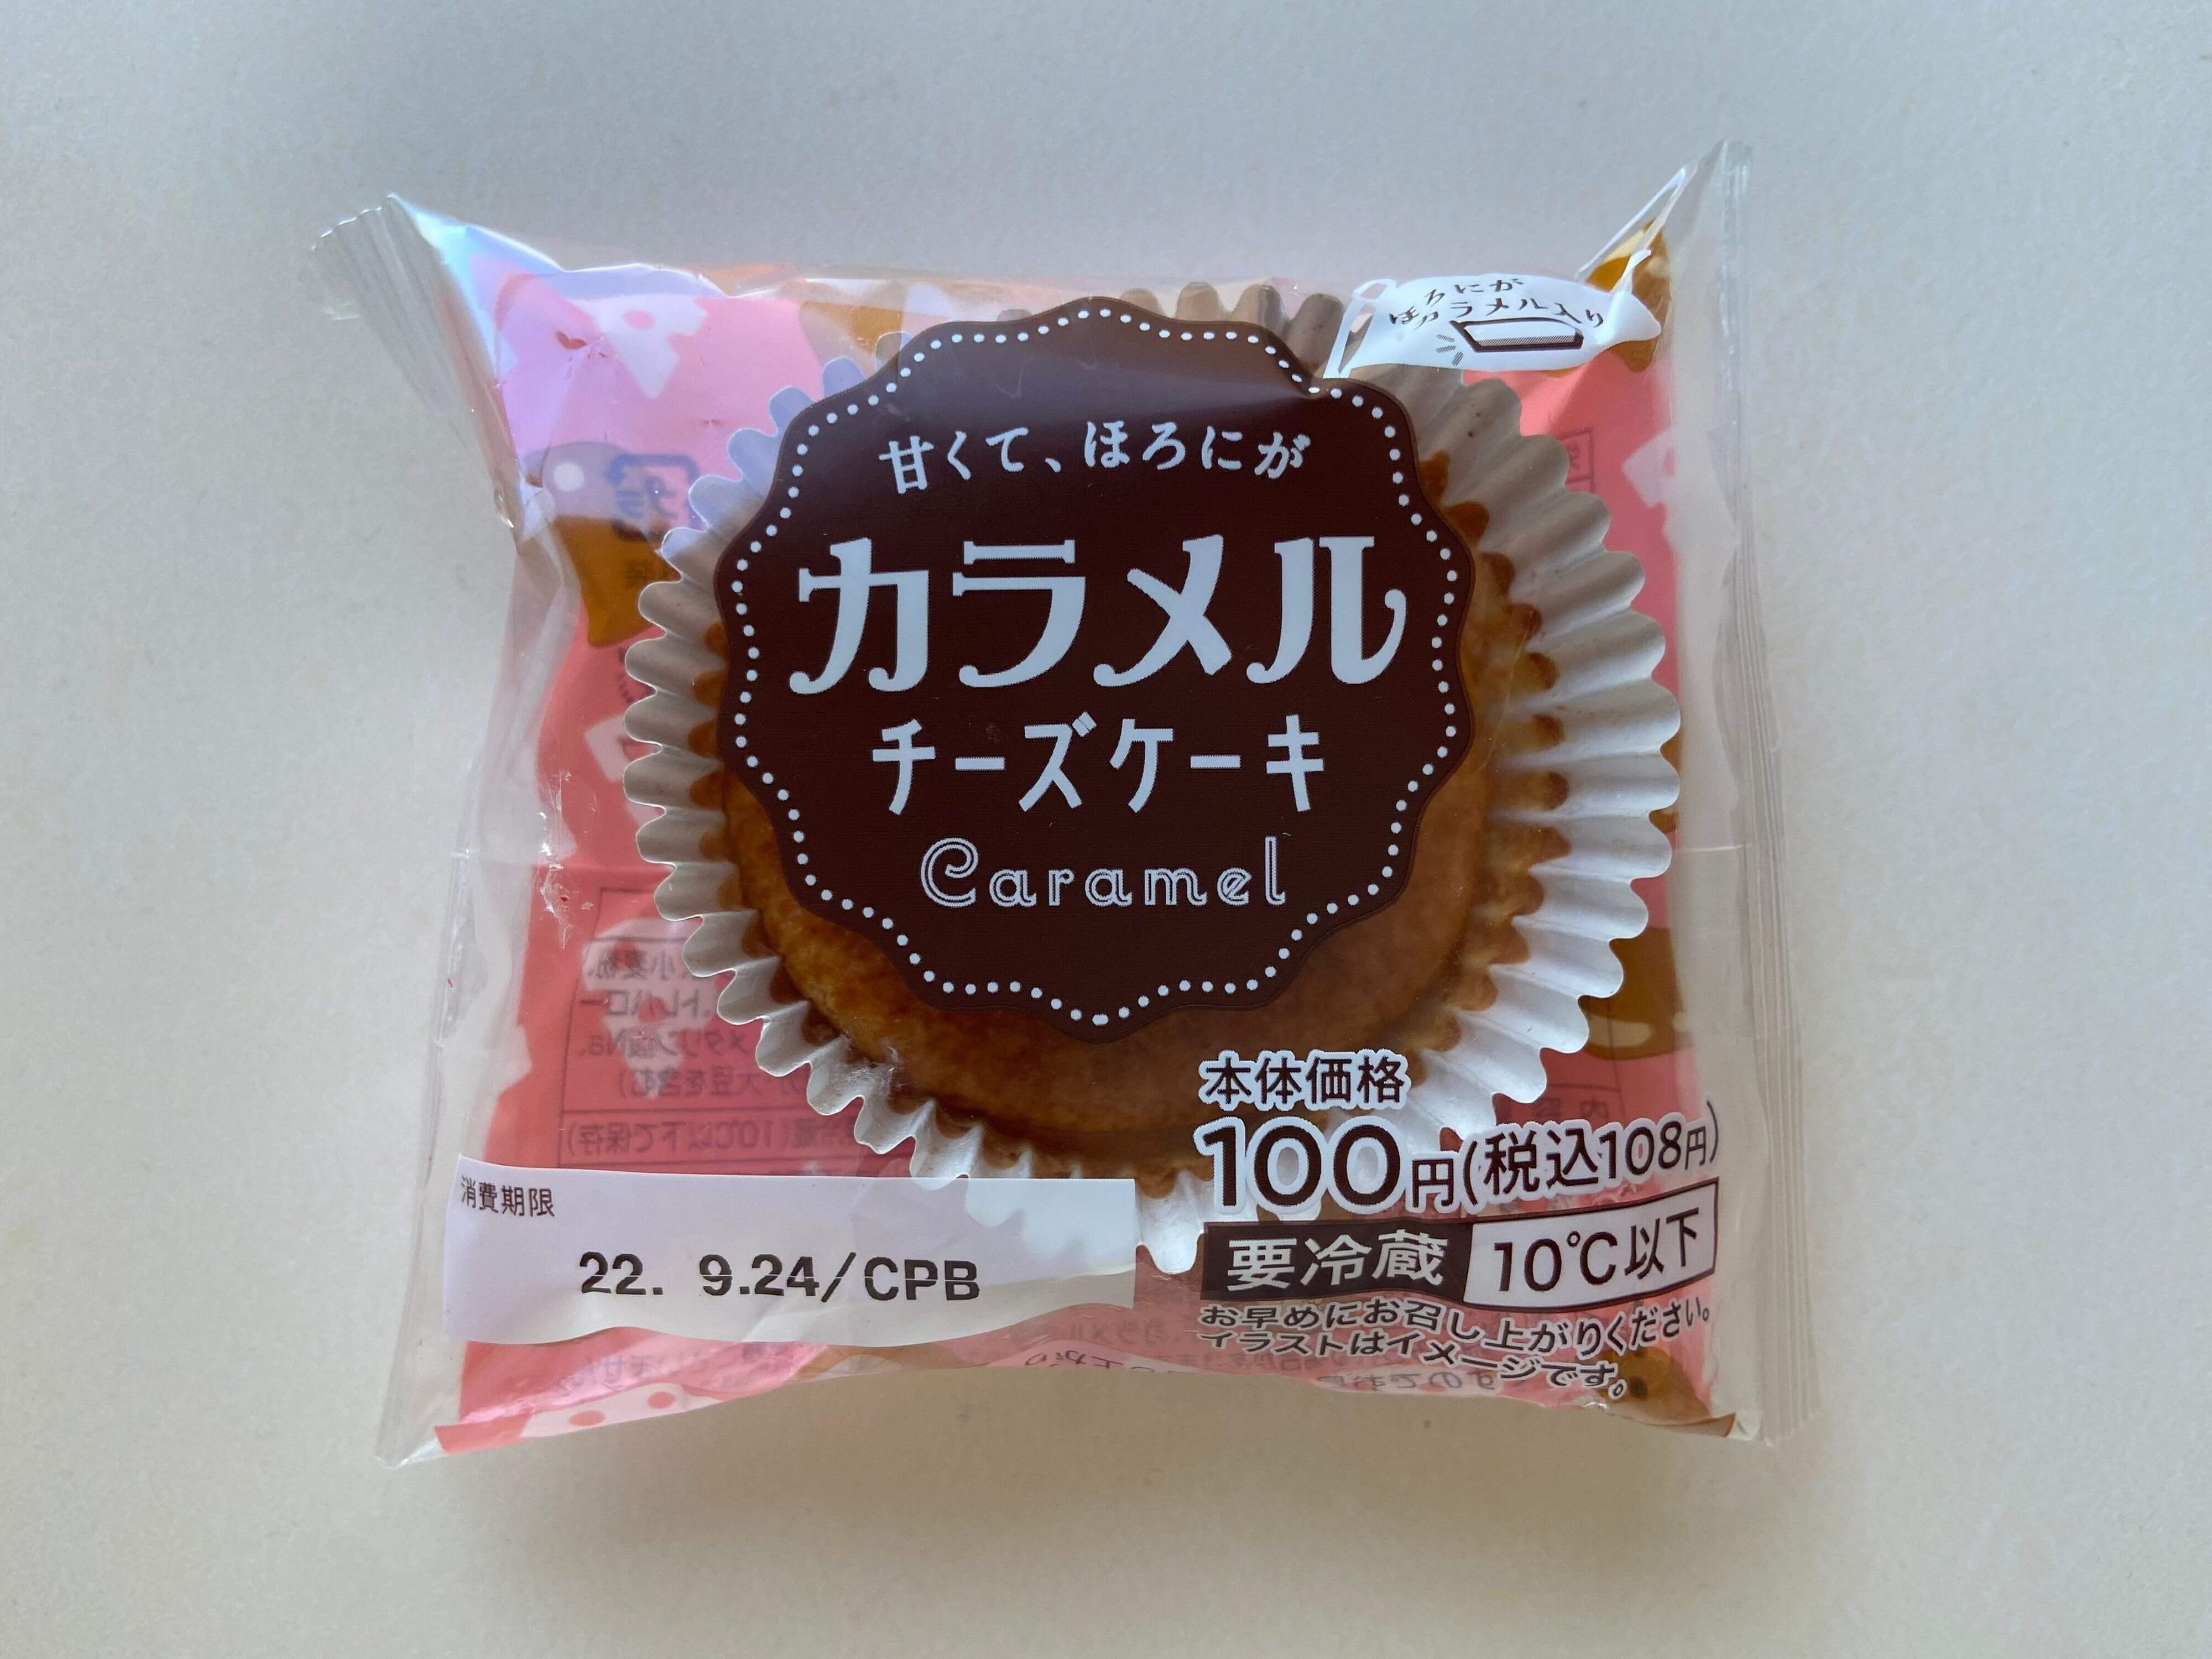 ほろにが
カラメル入り
甘くて、ほろにが
カラメル
チーズケーキ
Caramel
本体価格
100円(税込108円)
消費期限
22. 9.24/CPB
要冷蔵 10℃以下
お早めにお召し上がりください。
イラストはイメージです。